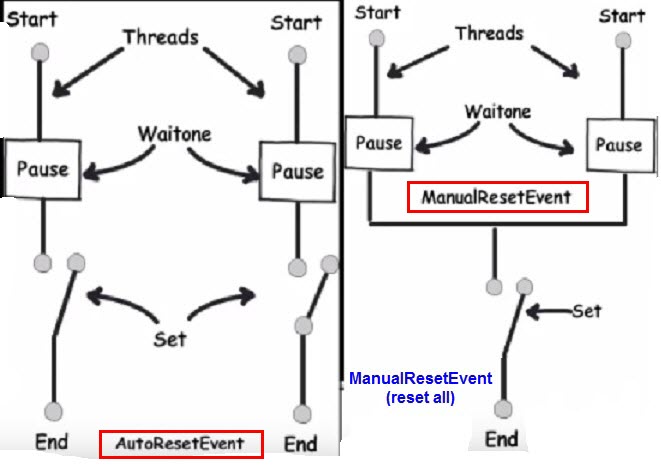 Start
Start
Threads
Waitone
Pause
Pause
Set
End
AutoResetEvent
End
Start
Start
Threads
Waitone
Pause
Pause
ManualResetEvent
Set
ManualResetEvent
(reset all)
End